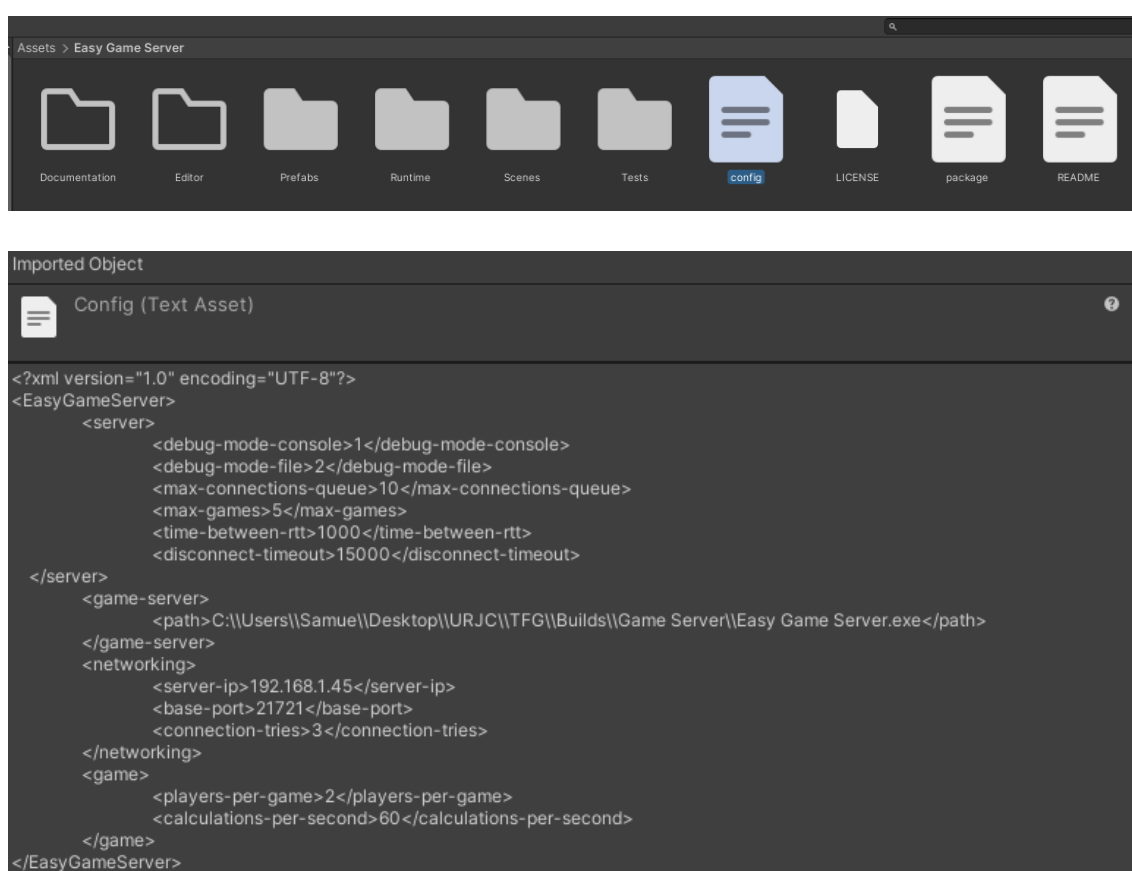 Assets > Easy Game Server
Documentation Editor Prefabs Runtime Scenes Tests config LICENSE package README
Imported Object
Config (Text Asset)
<?xml version="1.0" encoding="UTF-8"?>
<EasyGameServer>
<server>
<debug-mode-console>1</debug-mode-console>
<debug-mode-file>2</debug-mode-file>
<max-connections-queue>10</max-connections-queue>
<max-games>5</max-games>
<time-between-rtt>1000</time-between-rtt>
<disconnect-timeout>15000</disconnect-timeout>
</server>
<game-server>
<path>C:\\Users\\Samue\\Desktop\\URJC\\TFG\\Builds\\Game Server\\Easy Game Server.exe</path>
</game-server>
<networking>
<server-ip>192.168.1.45</server-ip>
<base-port>21721</base-port>
<connection-tries>3</connection-tries>
</networking>
<game>
<players-per-game>2</players-per-game>
<calculations-per-second>60</calculations-per-second>
</game>
</EasyGameServer>